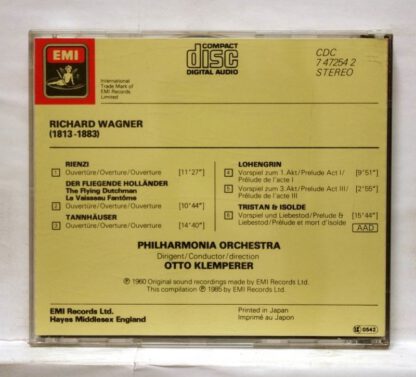 EMI
International
Trade Mark of
EMI Records
Limited
COMPACT
disc
DIGITAL AUDIO
CDC
7 47254 2
STEREO
RICHARD WAGNER
(1813-1883)
RIENZI
1 Ouvertüre/Overture/Ouverture [11'27"]
DER FLIEGENDE HOLLÄNDER
The Flying Dutchman
Le Vaisseau Fantôme
2 Ouvertüre/Overture/Ouverture [10'44"]
TANNHÄUSER
3 Ouvertüre/Overture/Ouverture [14'40"]
LOHENGRIN
4 Vorspiel zum 1. Akt/Prelude Act I/ [9'51"]
Prélude de l'acte I
5 Vorspiel zum 3. Akt/Prelude Act III/ [2'55"]
Prélude de l'acte III
TRISTAN & ISOLDE
6 Vorspiel und Liebestod/Prelude & [15'44"]
Liebestod/Prélude et mort d'Isolde AAD
PHILHARMONIA ORCHESTRA
Dirigent/Conductor/direction
OTTO KLEMPERER
℗ 1960 Original sound recordings made by EMI Records Ltd.
This compilation ℗ 1985 by EMI Records Ltd.
EMI Records Ltd.
Hayes Middlesex England
Printed in Japan
Imprimé au Japon
0542